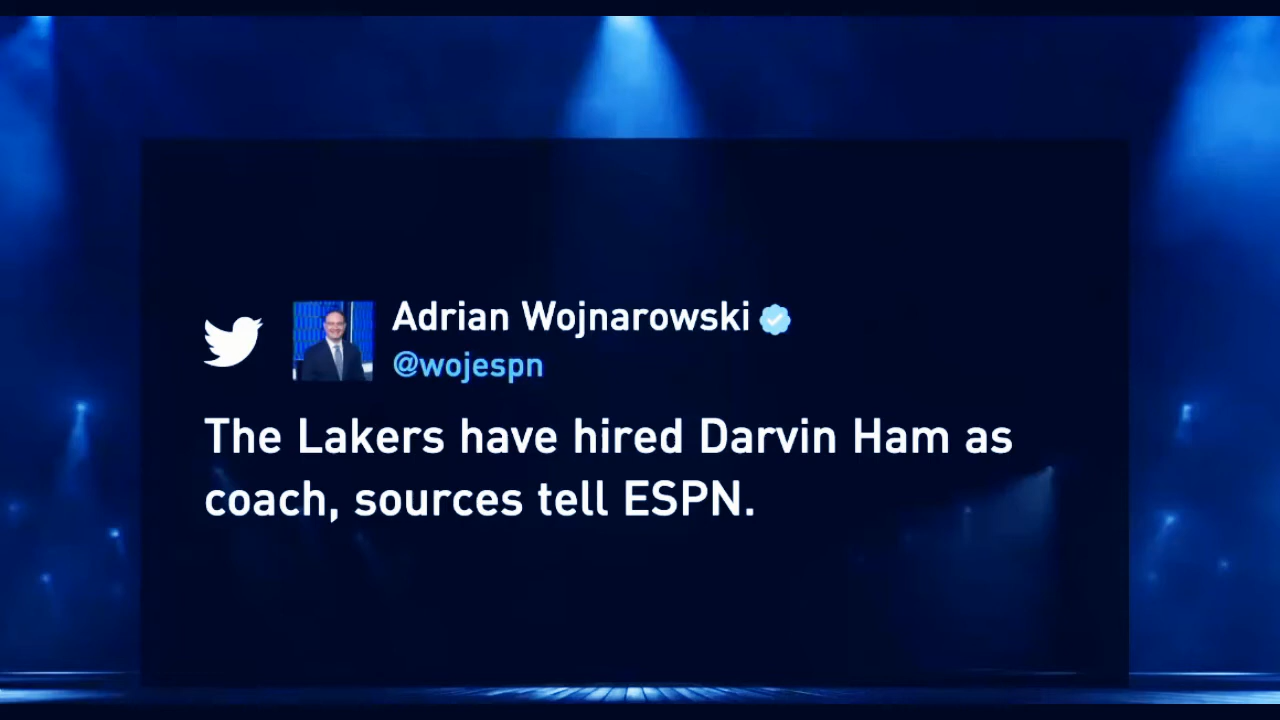 Adrian Wojnarowski
@wojespn
The Lakers have hired Darvin Ham as
coach, sources tell ESPN.